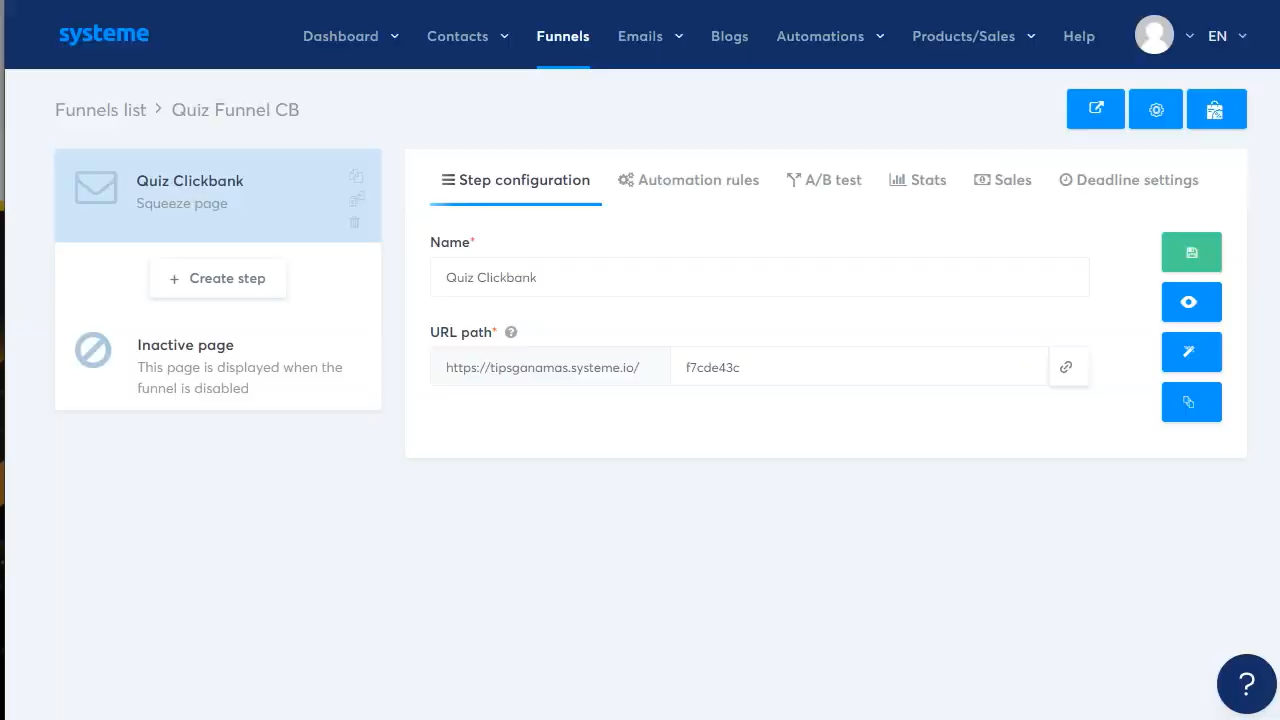 systeme
Dashboard Contacts Funnels Emails Blogs Automations Products/Sales Help EN
Funnels list > Quiz Funnel CB
Quiz Clickbank
Squeeze page
+ Create step
Inactive page
This page is displayed when the
funnel is disabled
Step configuration Automation rules A/B test Stats Sales Deadline settings
Name*
Quiz Clickbank
URL path* ?
https://tipsganamas.systeme.io/ f7cde43c
?